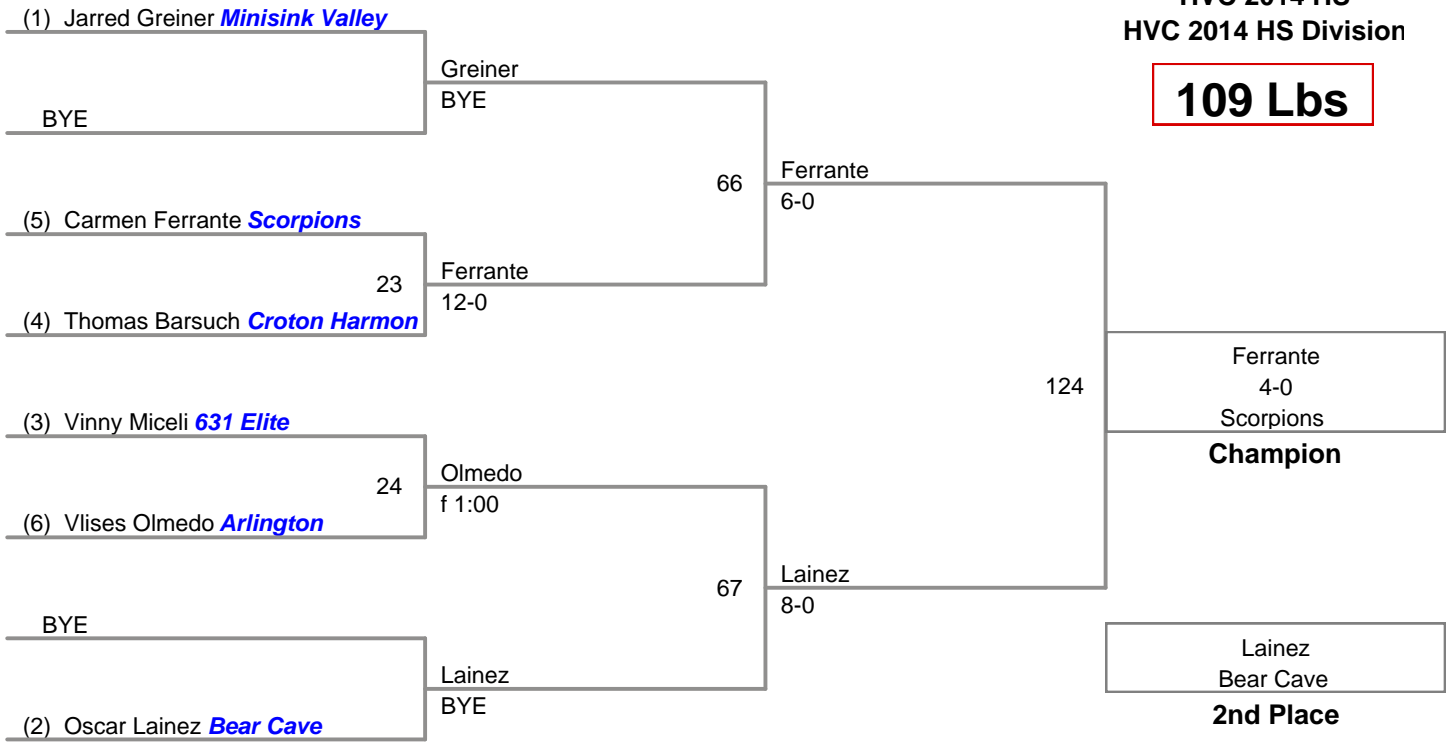 HVC 2014 HS
HVC 2014 HS Division
109 Lbs
(1) Jarred Greiner Minisink Valley
Greiner
BYE
BYE
66
Ferrante
6-0
(5) Carmen Ferrante Scorpions
23
Ferrante
12-0
(4) Thomas Barsuch Croton Harmon
124
Ferrante
4-0
Scorpions
Champion
(3) Vinny Miceli 631 Elite
24
Olmedo
f 1:00
(6) Vlises Olmedo Arlington
67
Lainez
8-0
BYE
Lainez
BYE
(2) Oscar Lainez Bear Cave
Lainez
Bear Cave
2nd Place